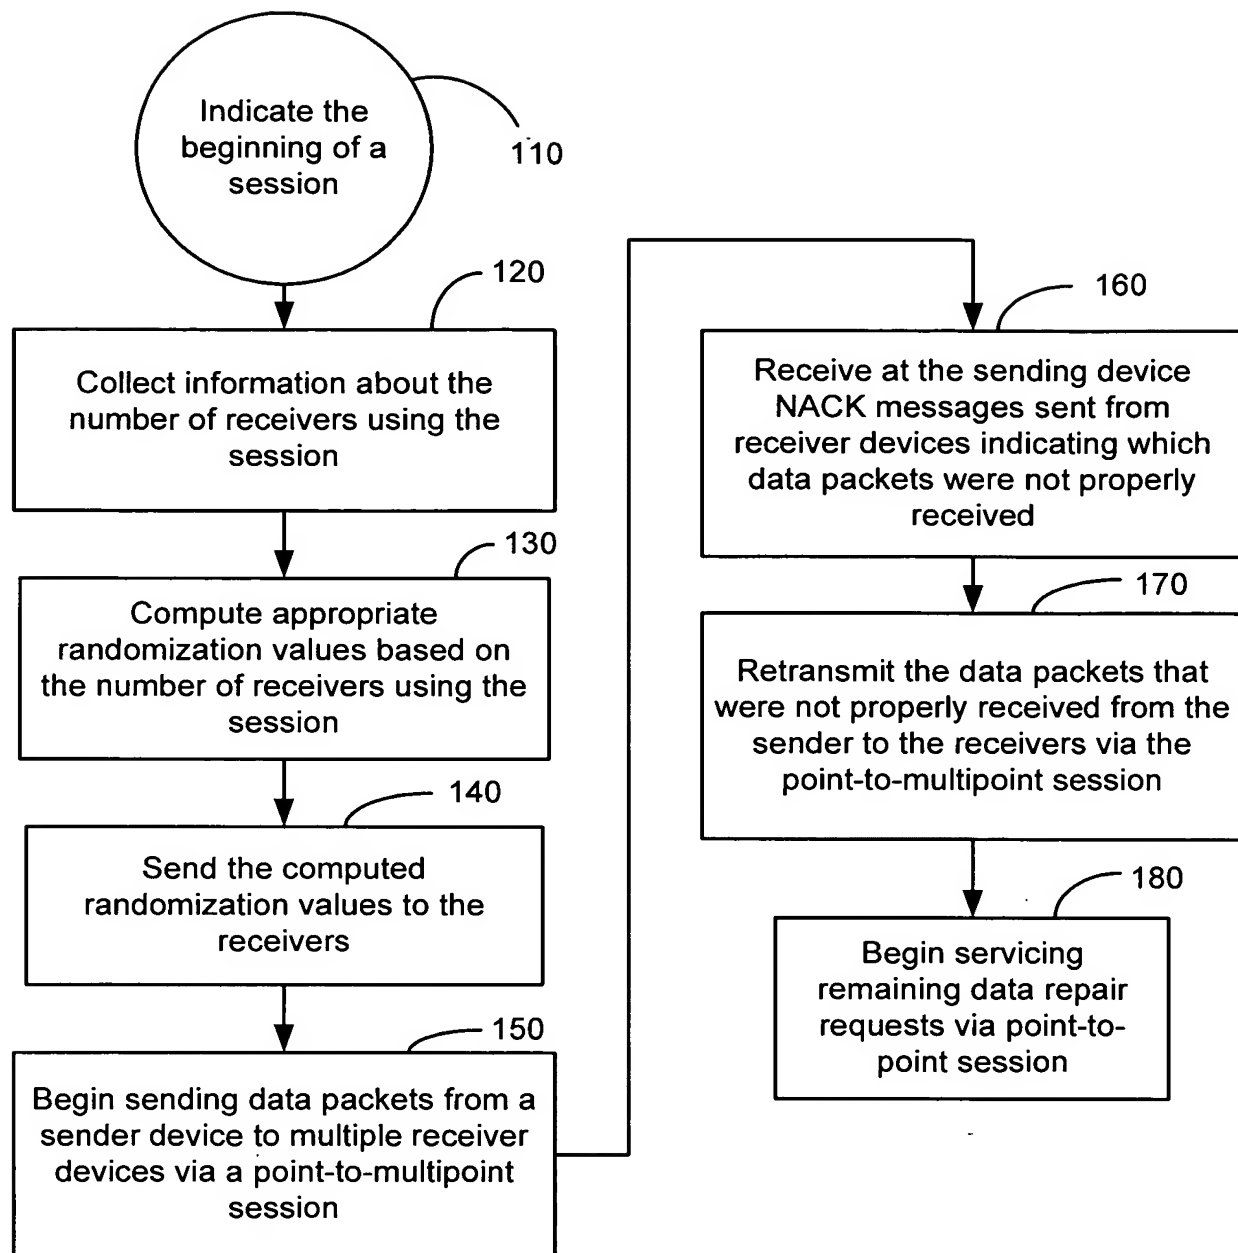 Indicate the
beginning of a
session
110
120
Collect information about the
number of receivers using the
session
130
Compute appropriate
randomization values based on
the number of receivers using the
session
140
Send the computed
randomization values to the
receivers
150
Begin sending data packets from a
sender device to multiple receiver
devices via a point-to-multipoint
session
160
Receive at the sending device
NACK messages sent from
receiver devices indicating which
data packets were not properly
received
170
Retransmit the data packets that
were not properly received from the
sender to the receivers via the
point-to-multipoint session
180
Begin servicing
remaining data repair
requests via point-to-
point session